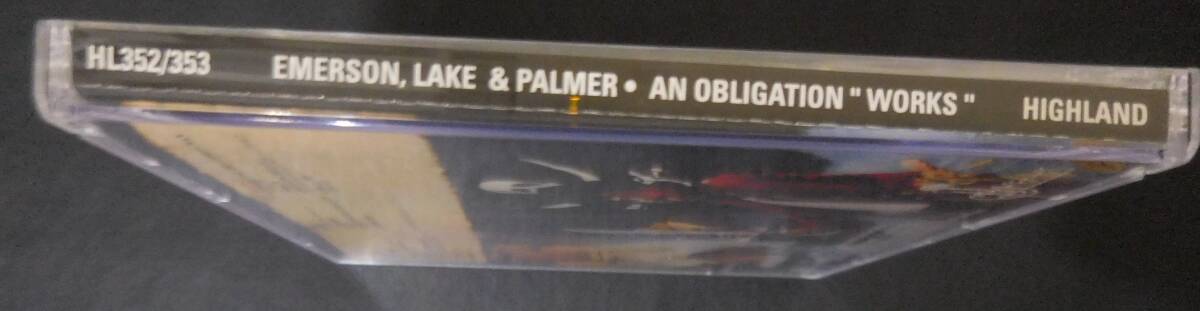 HL352/353 EMERSON, LAKE & PALMER • AN OBLIGATION "WORKS" HIGHLAND